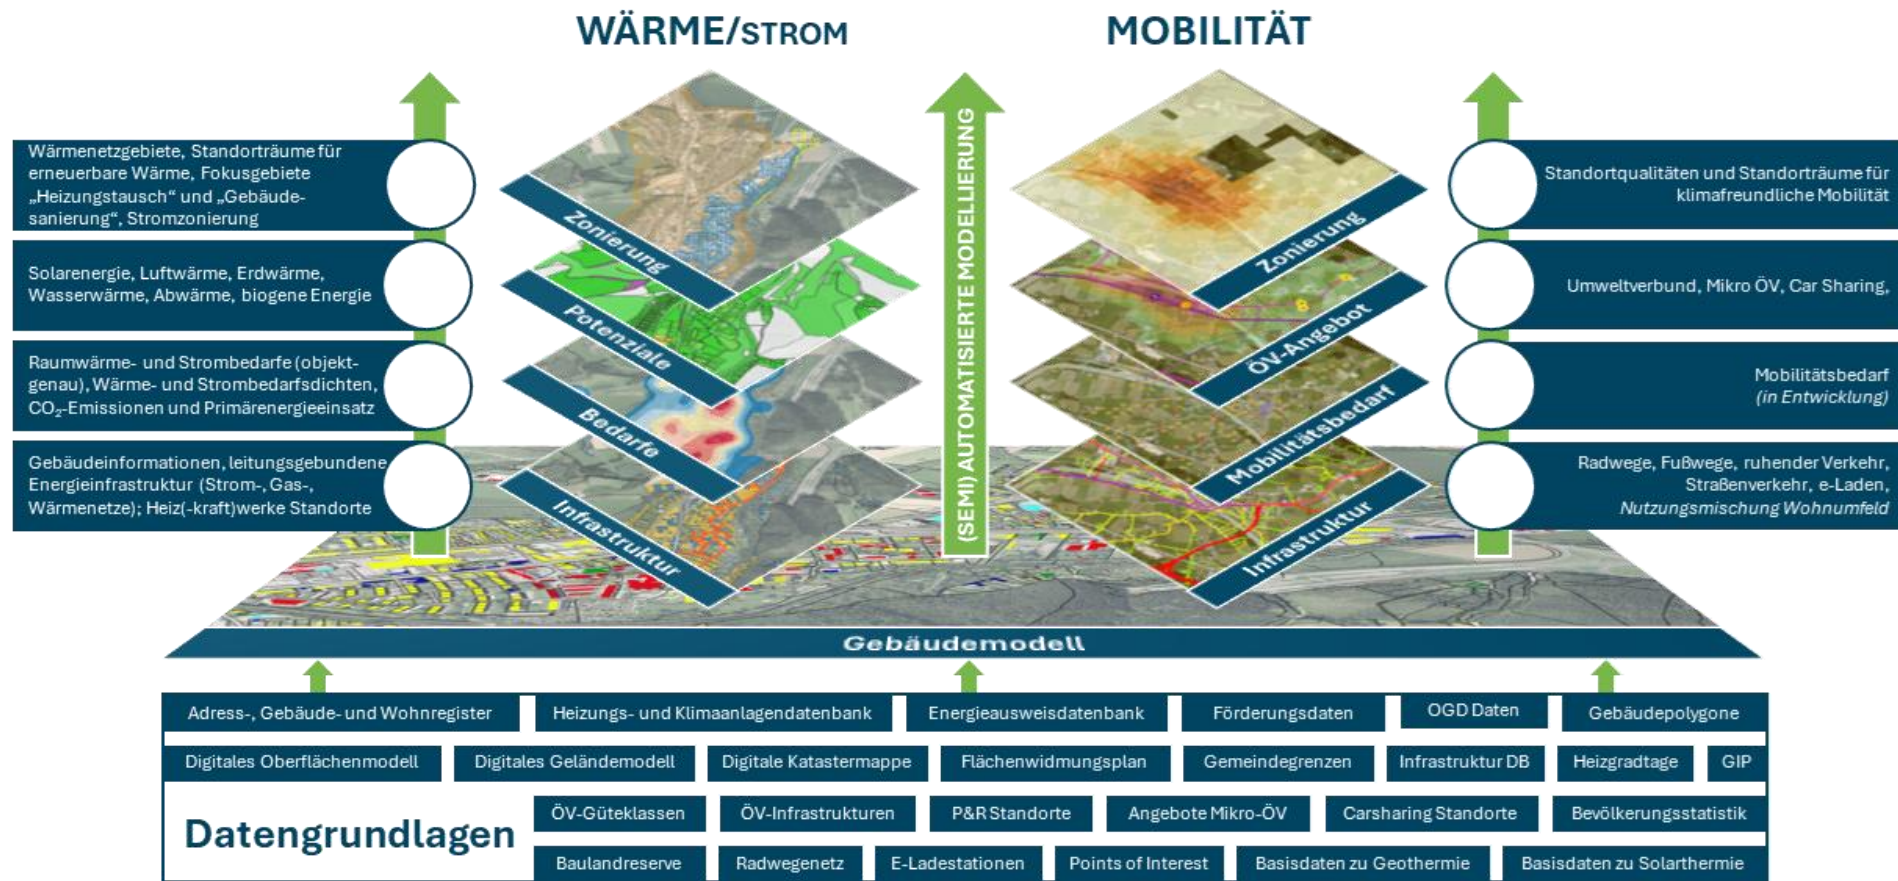 WÄRME/STROM
MOBILITÄT
Wärmenetzgebiete, Standorträume für
erneuerbare Wärme, Fokusgebiete
„Heizungstausch“ und „Gebäude-
sanierung“, Stromzonierung
Solarenergie, Luftwärme, Erdwärme,
Wasserwärme, Abwärme, biogene Energie
Raumwärme- und Strombedarfe (objekt-
genau), Wärme- und Strombedarfsdichten,
CO₂-Emissionen und Primärenergieeinsatz
Gebäudeinformationen, leitungsgebundene
Energieinfrastruktur (Strom-, Gas-,
Wärmenetze); Heiz(-kraft)werke Standorte
Zonierung
Potenziale
Bedarfe
Infrastruktur
(SEMI) AUTOMATISIERTE MODELLIERUNG
Zonierung
ÖV-Angebot
Mobilitätsbedarf
Infrastruktur
Standortqualitäten und Standorträume für
klimafreundliche Mobilität
Umweltverbund, Mikro ÖV, Car Sharing,
Mobilitätsbedarf
(in Entwicklung)
Radwege, Fußwege, ruhender Verkehr,
Straßenverkehr, e-Laden,
Nutzungsmischung Wohnumfeld
Gebäudemodell
Adress-, Gebäude- und Wohnregister
Heizungs- und Klimaanlagendatenbank
Energieausweisdatenbank
Förderungsdaten
OGD Daten
Gebäudepolygone
Digitales Oberflächenmodell
Digitales Geländemodell
Digitale Katastermappe
Flächenwidmungsplan
Gemeindegrenzen
Infrastruktur DB
Heizgradtage
GIP
Datengrundlagen
ÖV-Güteklassen
ÖV-Infrastrukturen
P&R Standorte
Angebote Mikro-ÖV
Carsharing Standorte
Bevölkerungsstatistik
Baulandreserve
Radwegenetz
E-Ladestationen
Points of Interest
Basisdaten zu Geothermie
Basisdaten zu Solarthermie